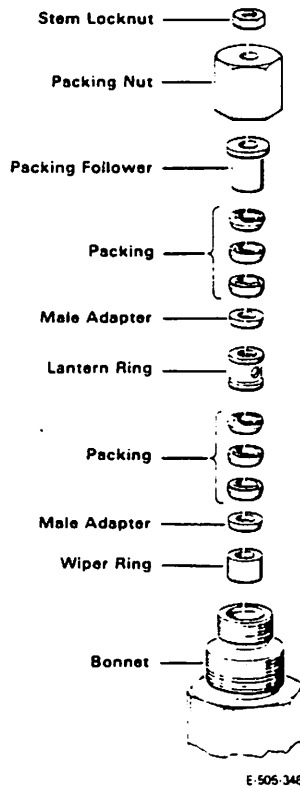 Stem Locknut
Packing Nut
Packing Follower
Packing
Male Adapter
Lantern Ring
Packing
Male Adapter
Wiper Ring
Bonnet
E-505-348